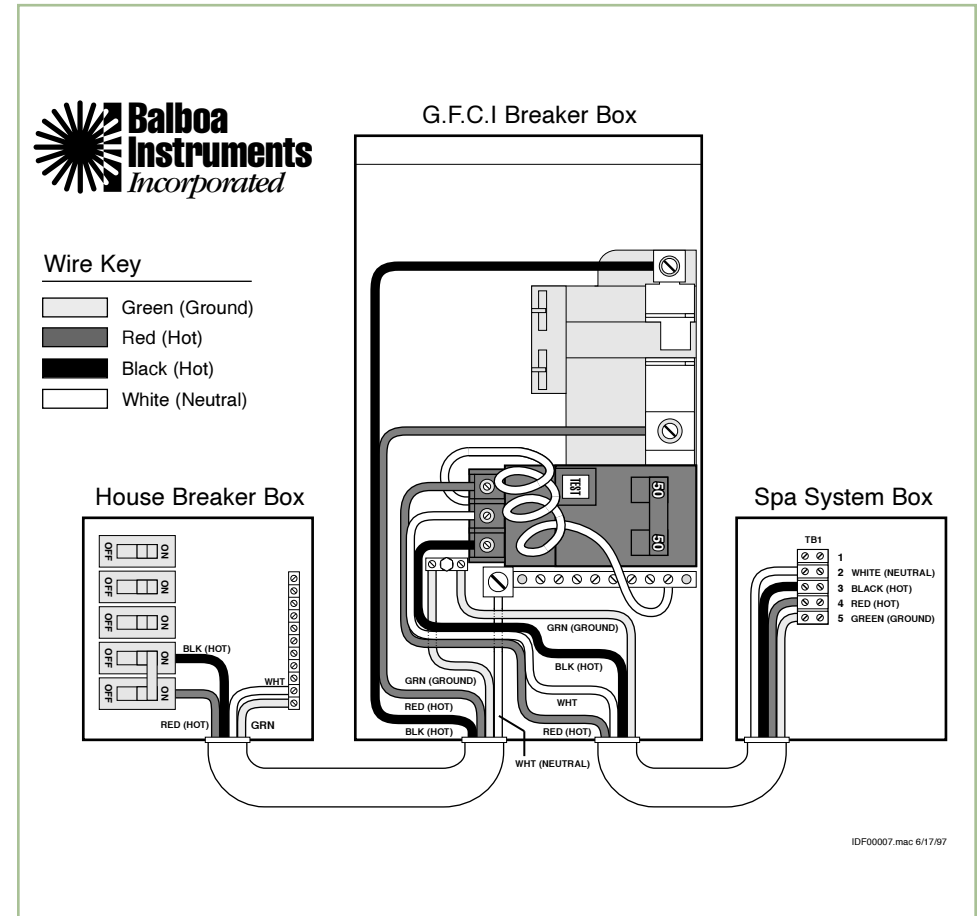 Balboa
Instruments
Incorporated
G.F.C.I Breaker Box
Wire Key
Green (Ground)
Red (Hot)
Black (Hot)
White (Neutral)
TEST
50
50
House Breaker Box
OFF ON
OFF ON
OFF ON
OFF ON
OFF ON
BLK (HOT)
WHT
RED (HOT)
GRN
GRN (GROUND)
RED (HOT)
BLK (HOT)
WHT (NEUTRAL)
GRN (GROUND)
BLK (HOT)
WHT
RED (HOT)
Spa System Box
TB1
1
2 WHITE (NEUTRAL)
3 BLACK (HOT)
4 RED (HOT)
5 GREEN (GROUND)
IDF00007.mac 6/17/97